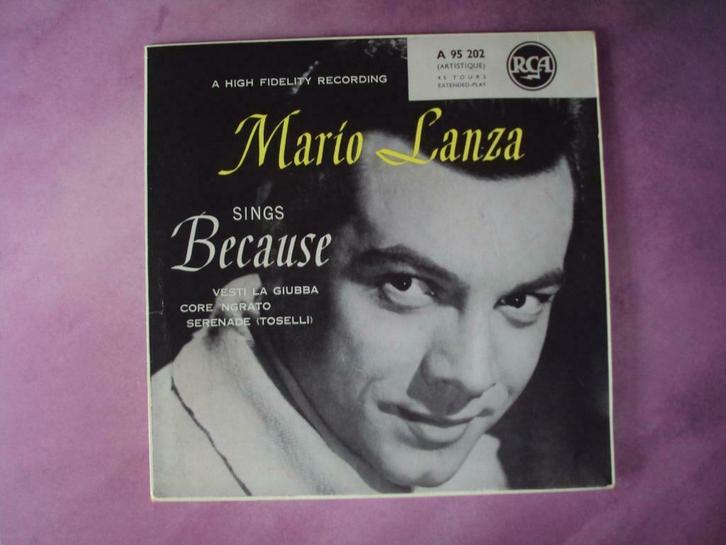 A 95 202
(ARTISTIQUE)
45 TOURS
EXTENDED-PLAY
RCA
A HIGH FIDELITY RECORDING
Mario Lanza
SINGS
Because
VESTI LA GIUBBA
CORE 'NGRATO
SERENADE (TOSELLI)